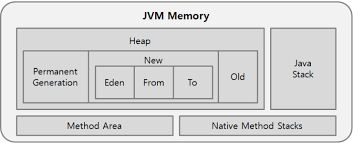 JVM Memory
Heap
Permanent
Generation
New
Eden
From
To
Old
Java
Stack
Method Area
Native Method Stacks